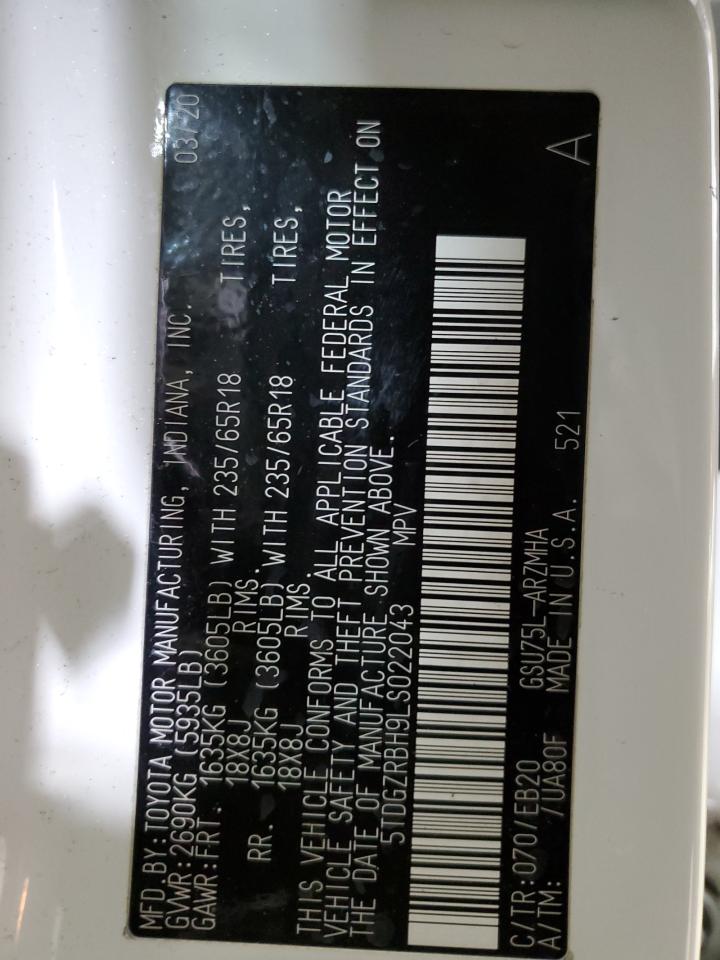 MFD.BY:TOYOTA MOTOR MANUFACTURING, INDIANA, INC. 03/20
GVWR:2690KG (5935LB)
GAWR:FRT. 1635KG (3605LB) WITH 235/65R18 TIRES,
18X8J RIMS.
RR. 1635KG (3605LB) WITH 235/65R18 TIRES,
18X8J RIMS.
THIS VEHICLE CONFORMS TO ALL APPLICABLE FEDERAL MOTOR
VEHICLE SAFETY AND THEFT PREVENTION STANDARDS IN EFFECT ON
THE DATE OF MANUFACTURE SHOWN ABOVE.
5TDGZRBH9LS022043 MPV
C/TR:070/EB20 GSU75L-ARZMHA
A/TM: /UA80F MADE IN U.S.A. 521 A